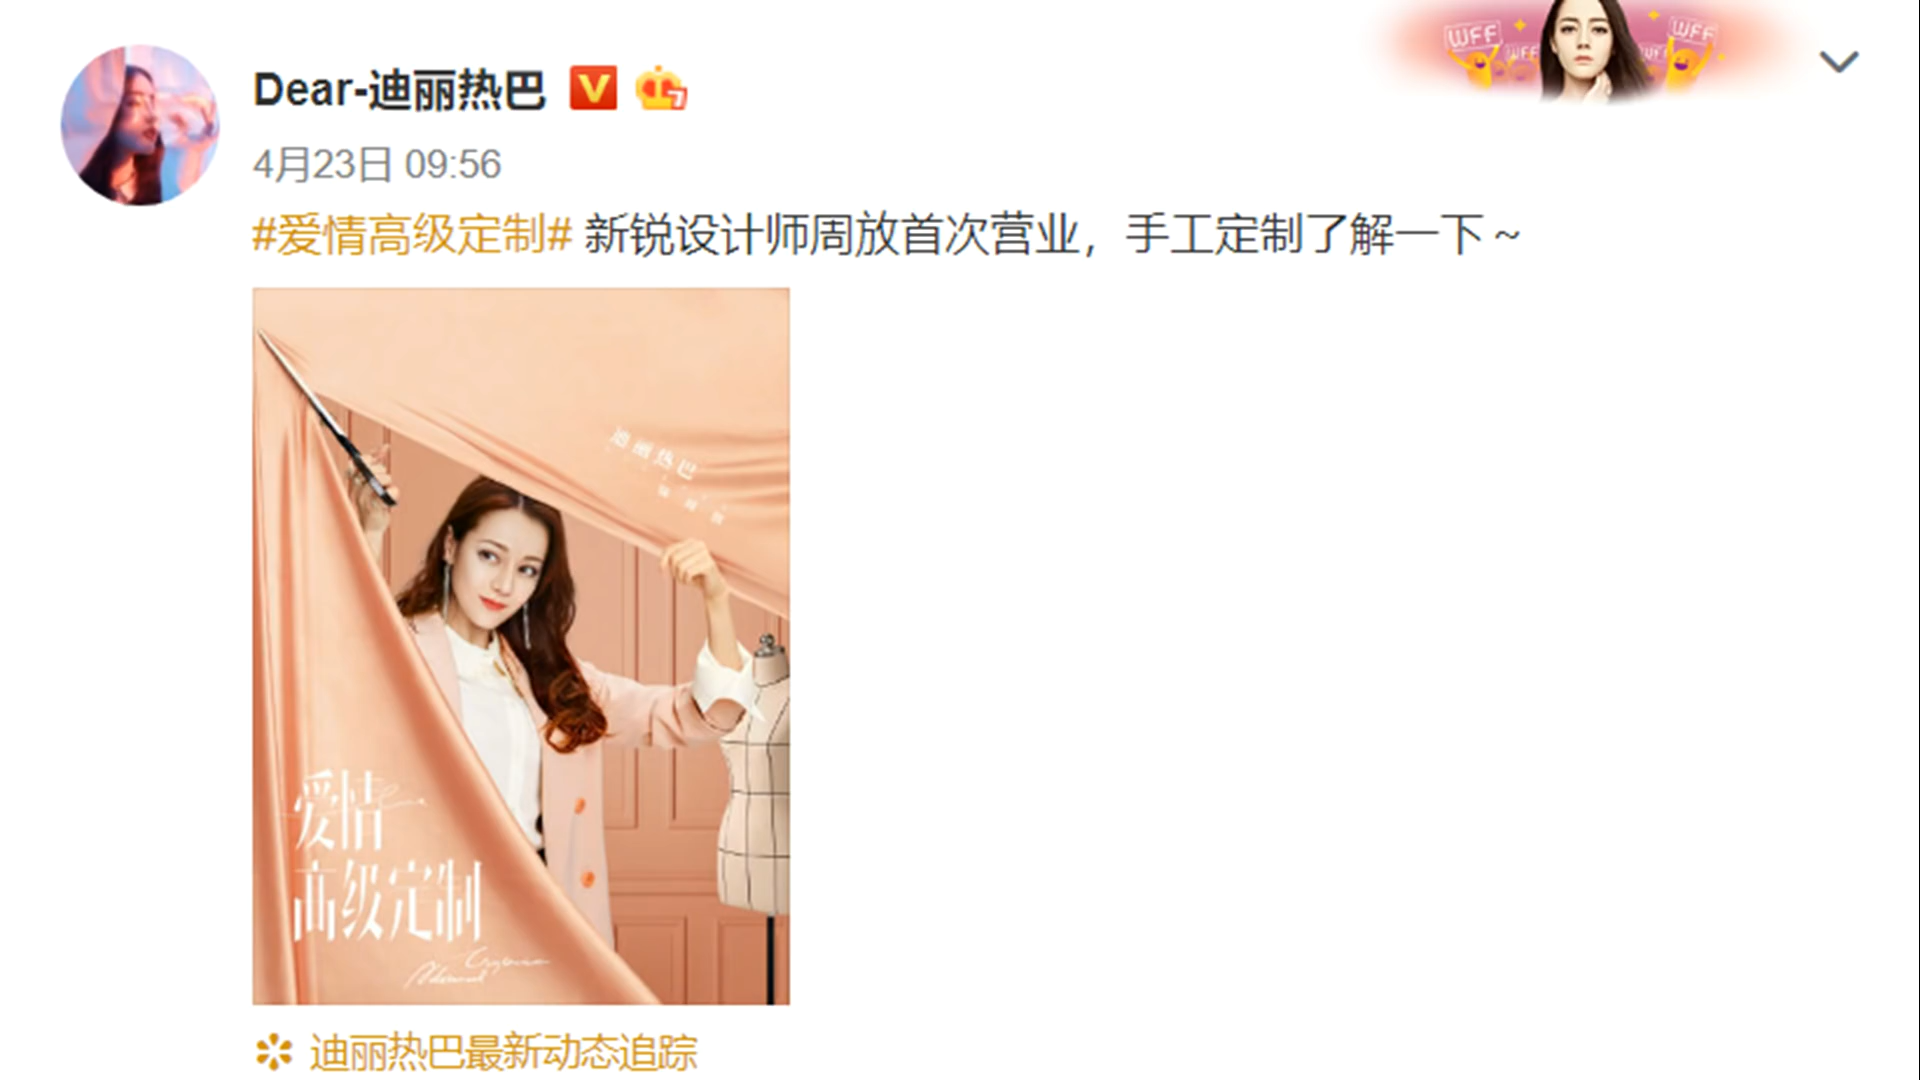 Dear-迪丽热巴
WFF
WFF
4月23日 09:56
#爱情高级定制# 新锐设计师周放首次营业，手工定制了解一下～
迪丽热巴
爱情
高级定制
迪丽热巴最新动态追踪